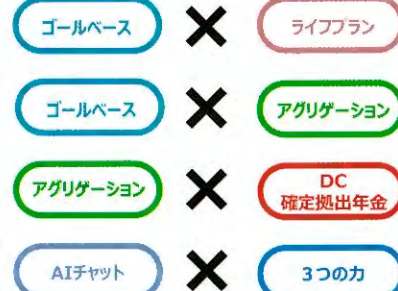 ゴールベース × ライフプラン
ゴールベース × アグリゲーション
アグリゲーション × DC
確定拠出年金
AIチャット × 3つの力